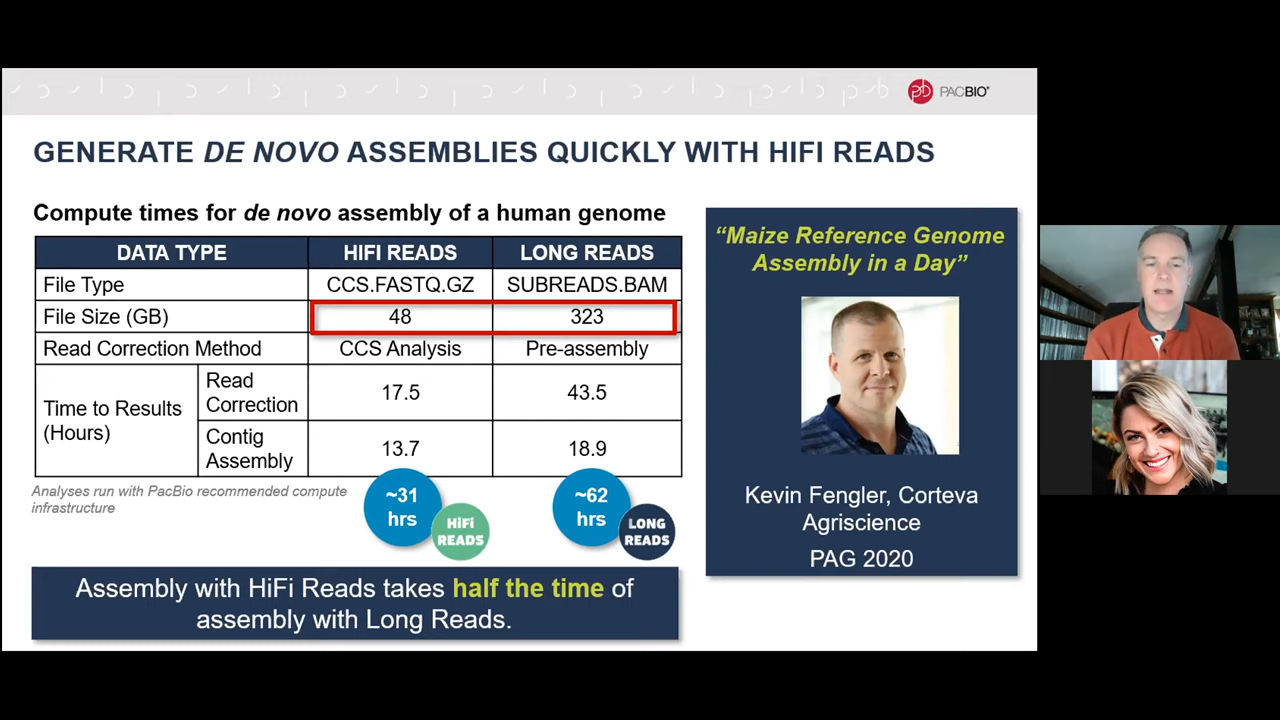 PACBIO®
GENERATE DE NOVO ASSEMBLIES QUICKLY WITH HIFI READS
Compute times for de novo assembly of a human genome
DATA TYPE HIFI READS LONG READS
File Type CCS.FASTQ.GZ SUBREADS.BAM
File Size (GB) 48 323
Read Correction Method CCS Analysis Pre-assembly
Time to Results
(Hours)
Read
Correction
17.5 43.5
Contig
Assembly
13.7 18.9
Analyses run with PacBio recommended compute
infrastructure
~31
hrs
HiFi
READS
~62
hrs
LONG
READS
Assembly with HiFi Reads takes half the time of
assembly with Long Reads.
“Maize Reference Genome
Assembly in a Day”
Kevin Fengler, Corteva
Agriscience
PAG 2020